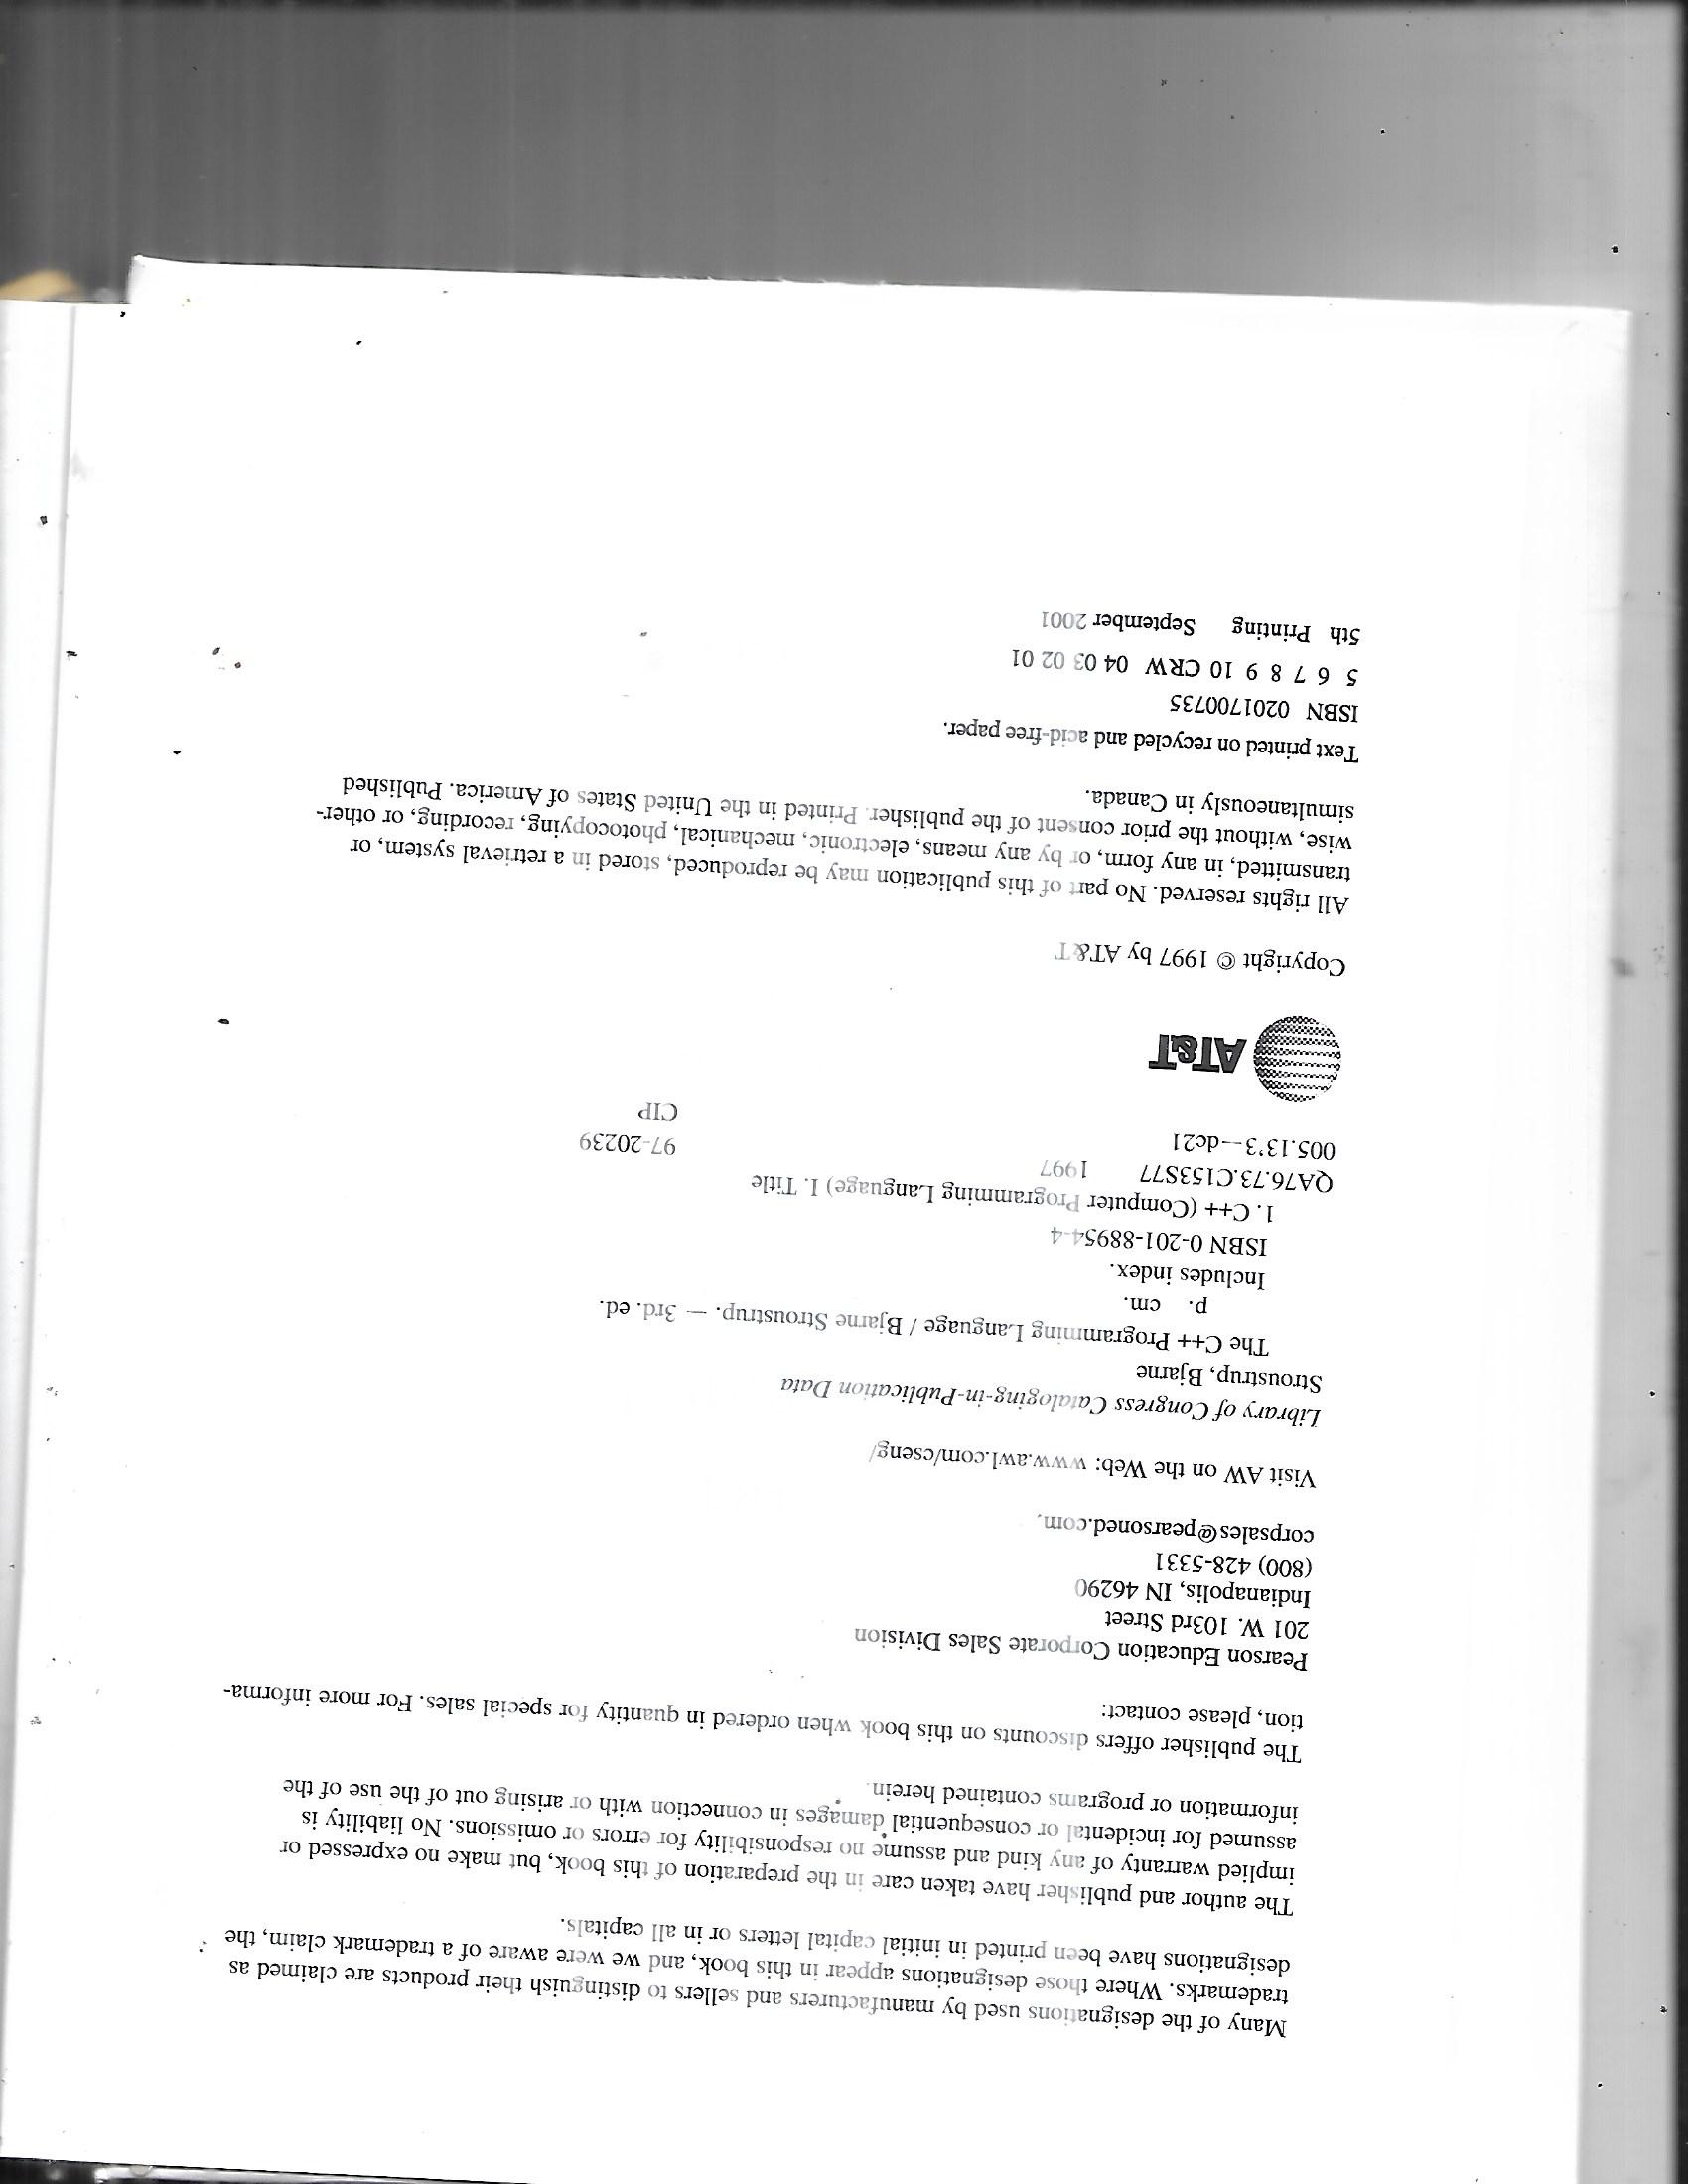 Many of the designations used by manufacturers and sellers to distinguish their products are claimed as
trademarks. Where those designations appear in this book, and we were aware of a trademark claim, the
designations have been printed in initial capital letters or in all capitals.
The author and publisher have taken care in the preparation of this book, but make no expressed or
implied warranty of any kind and assume no responsibility for errors or omissions. No liability is
assumed for incidental or consequential damages in connection with or arising out of the use of the
information or programs contained herein.
The publisher offers discounts on this book when ordered in quantity for special sales. For more informa-
tion, please contact:
Pearson Education Corporate Sales Division
201 W. 103rd Street
Indianapolis, IN 46290
(800) 428-5331
corpsales@pearsoned.com.
Visit AW on the Web: www.awl.com/cseng/
Library of Congress Cataloging-in-Publication Data
Stroustrup, Bjarne
The C++ Programming Language / Bjarne Stroustrup. — 3rd. ed.
p. cm.
Includes index.
ISBN 0-201-88954-4
1. C++ (Computer Programming Language) I. Title
QA76.73.C153S77 1997
97-20239
005.13'3--dc21
CIP
AT&T
Copyright © 1997 by AT&T
All rights reserved. No part of this publication may be reproduced, stored in a retrieval system, or
transmitted, in any form, or by any means, electronic, mechanical, photocopying, recording, or other-
wise, without the prior consent of the publisher. Printed in the United States of America. Published
simultaneously in Canada.
Text printed on recycled and acid-free paper.
ISBN 0201700735
5 6 7 8 9 10 CRW 04 03 02 01
5th Printing September 2001